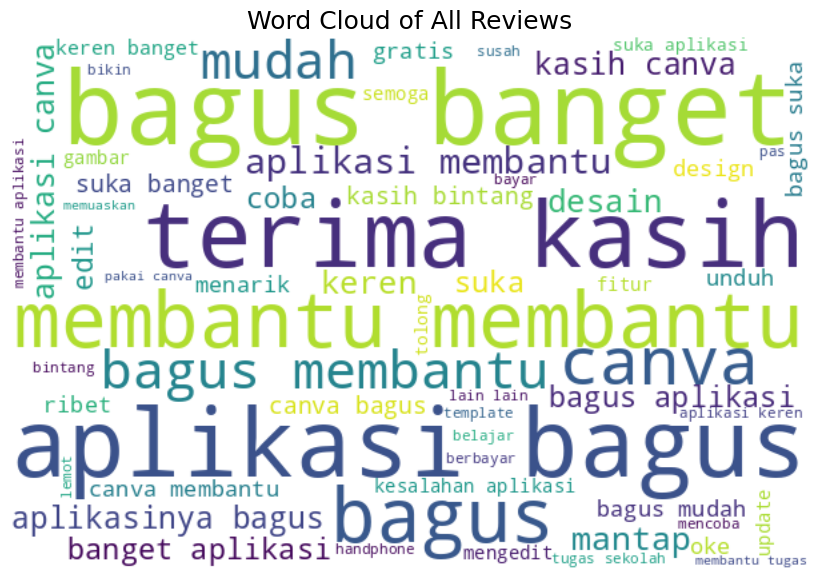 Word Cloud of All Reviews
keren banget
gratis
susah
suka aplikasi
bikin
mudah
kasih canva
aplikasi canva
bagus banget
semoga
bagus suka
membantu aplikasi
gambar
aplikasi membantu
design
pas
suka banget
bayar
memuaskan
coba
kasih bintang
desain
edit
terima kasih
pakai canva
menarik
keren
suka
fitur
unduh
membantu membantu
tolong
bintang
bagus membantu
canva
ribet
canva bagus
lain lain
bagus aplikasi
template
aplikasi keren
aplikasi bagus
belajar
berbayar
lemot
canva membantu
kesalahan aplikasi
aplikasinya bagus
bagus
bagus mudah
mencoba
update
mantap
oke
banget aplikasi
handphone
mengedit
tugas sekolah
membantu tugas